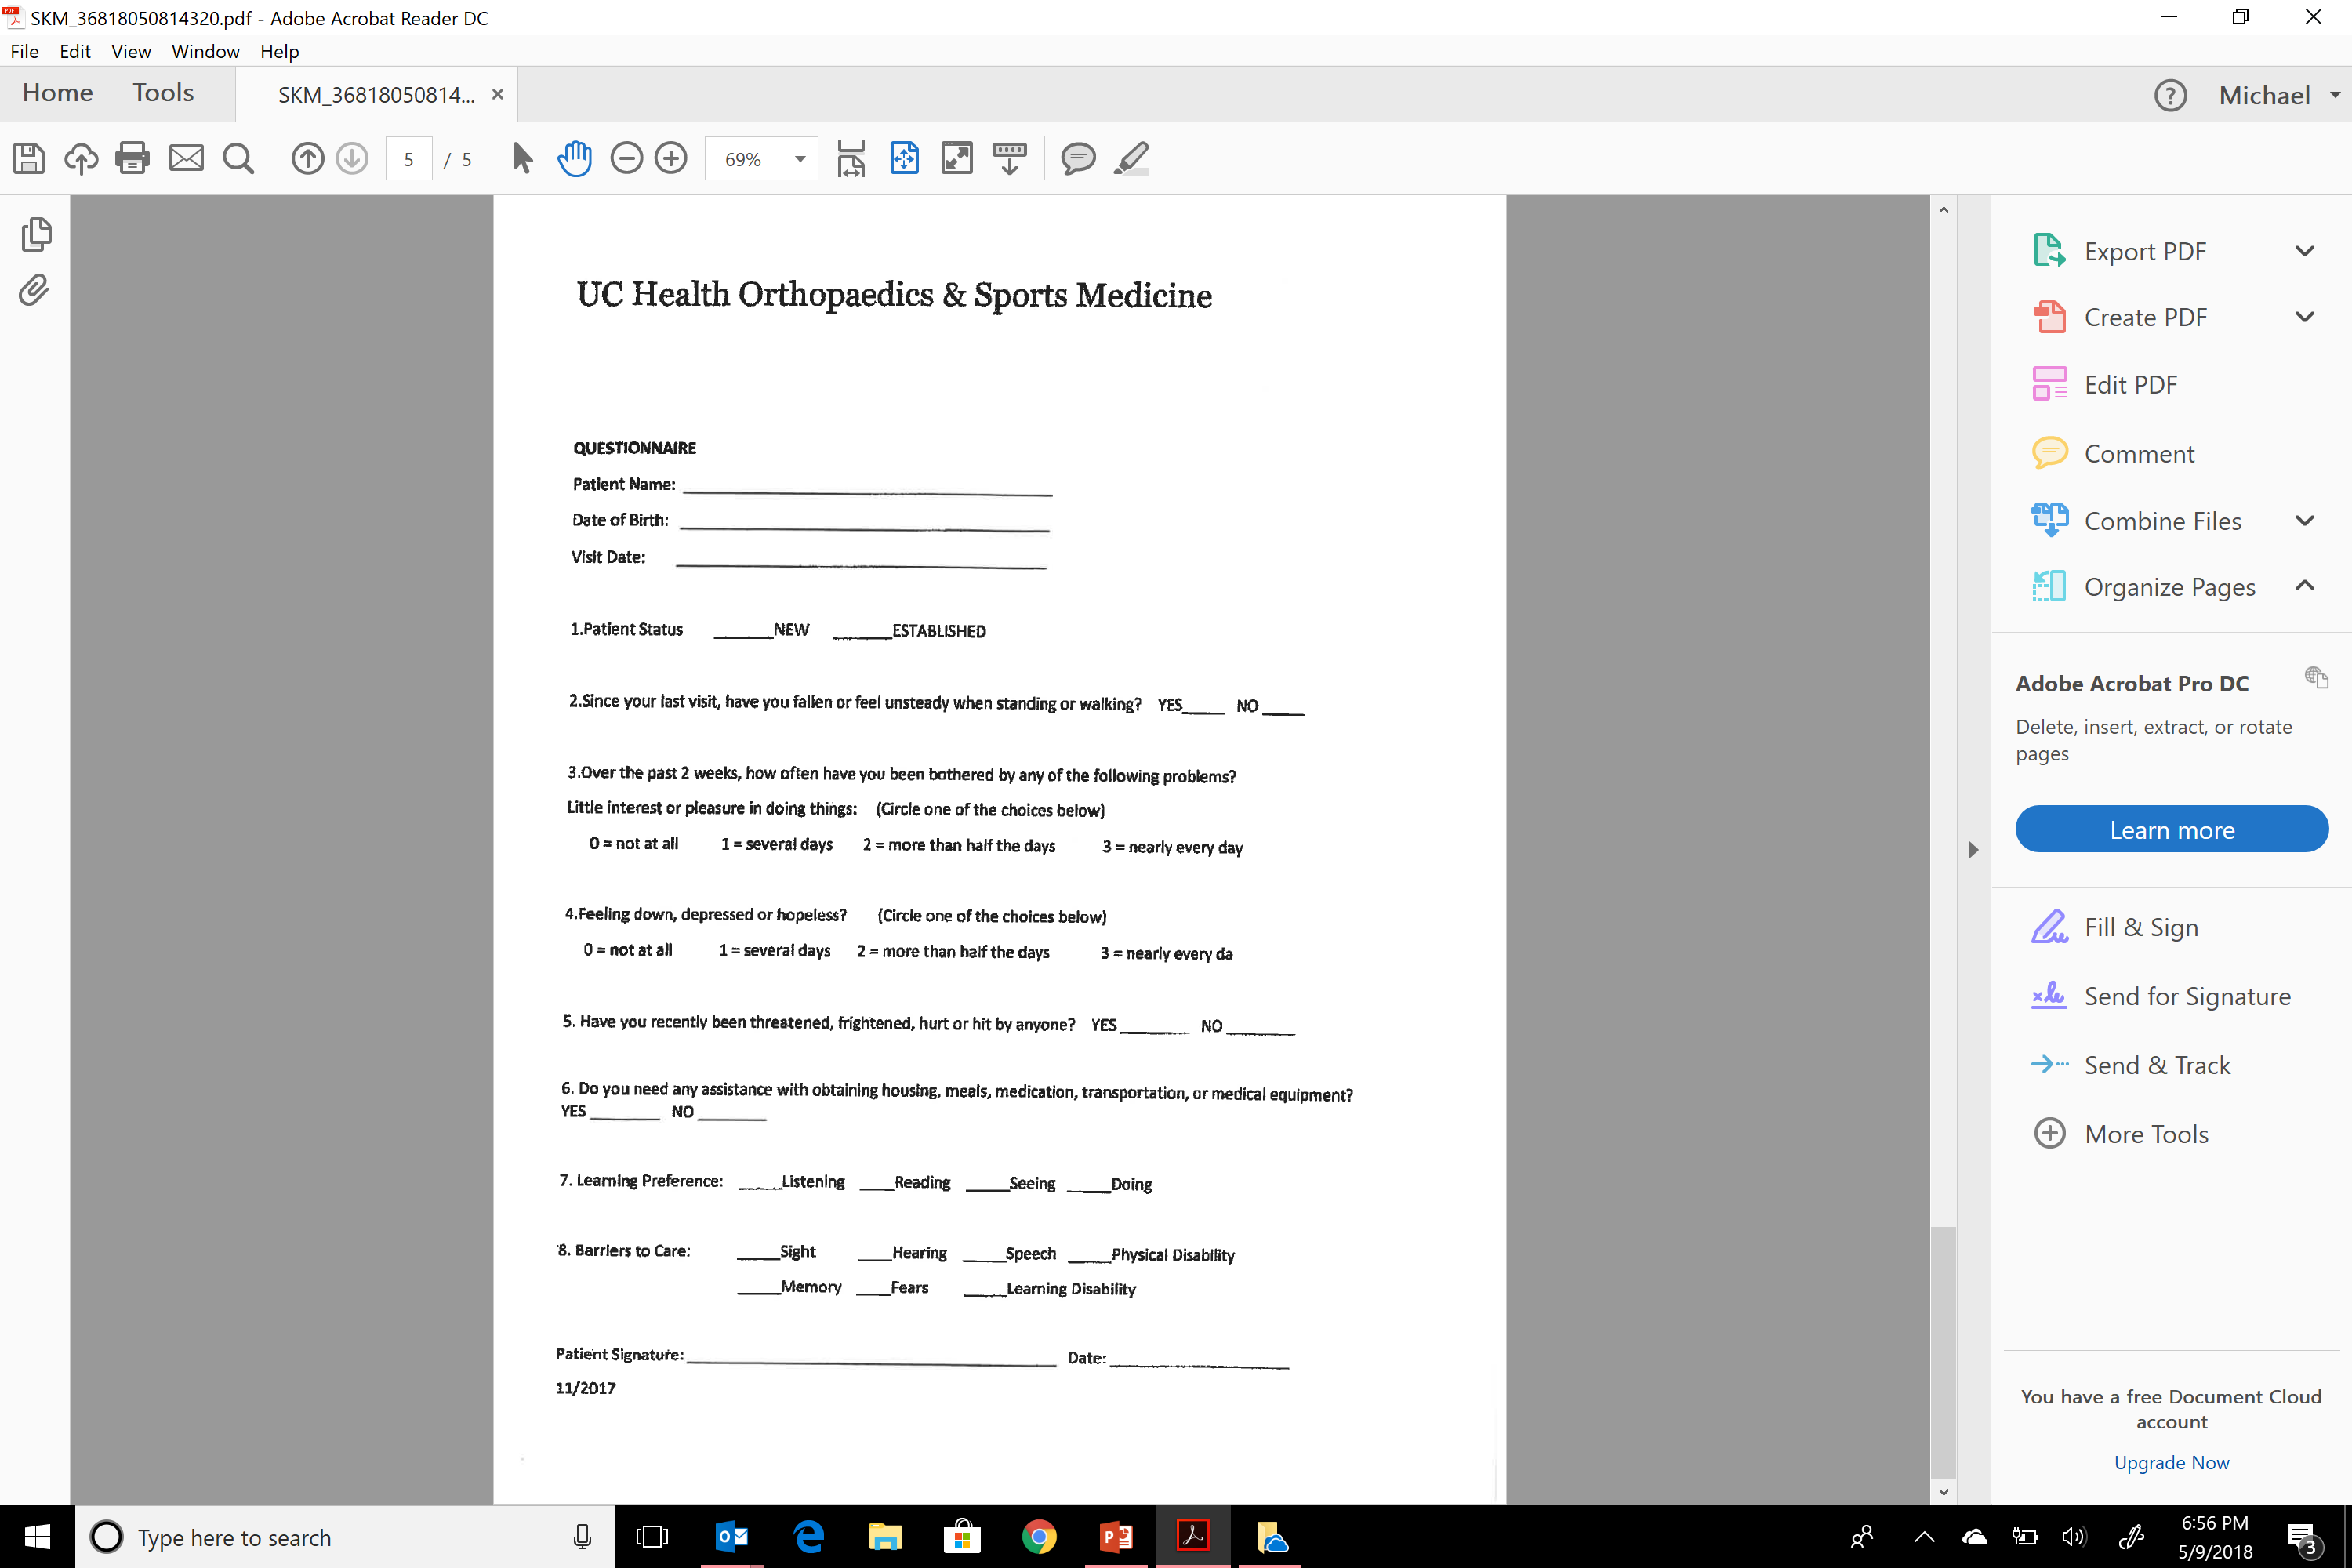 SKM_36818050814320.pdf - Adobe Acrobat Reader DC
File Edit View Window Help
Home Tools SKM_36818050814... × ? Michael
5 / 5 69%
UC Health Orthopaedics & Sports Medicine
QUESTIONNAIRE
Patient Name: ____________
Date of Birth: ____________
Visit Date: ____________
1.Patient Status ______NEW ______ESTABLISHED
2.Since your last visit, have you fallen or feel unsteady when standing or walking? YES____ NO ____
3.Over the past 2 weeks, how often have you been bothered by any of the following problems?
Little interest or pleasure in doing things: (Circle one of the choices below)
0 = not at all 1 = several days 2 = more than half the days 3 = nearly every day
4.Feeling down, depressed or hopeless? (Circle one of the choices below)
0 = not at all 1 = several days 2 = more than half the days 3 = nearly every da
5. Have you recently been threatened, frightened, hurt or hit by anyone? YES ______ NO ______
6. Do you need any assistance with obtaining housing, meals, medication, transportation, or medical equipment?
YES ______ NO ______
7. Learning Preference: ____Listening ____Reading ____Seeing ____Doing
8. Barriers to Care: ____Sight ____Hearing ____Speech ____Physical Disability
____Memory ____Fears ____Learning Disability
Patient Signature: ____________ Date: ____________
11/2017
Export PDF
Create PDF
Edit PDF
Comment
Combine Files
Organize Pages
Adobe Acrobat Pro DC
Delete, insert, extract, or rotate
pages
Learn more
Fill & Sign
Send for Signature
Send & Track
More Tools
You have a free Document Cloud
account
Upgrade Now
Type here to search
6:56 PM
5/9/2018
3